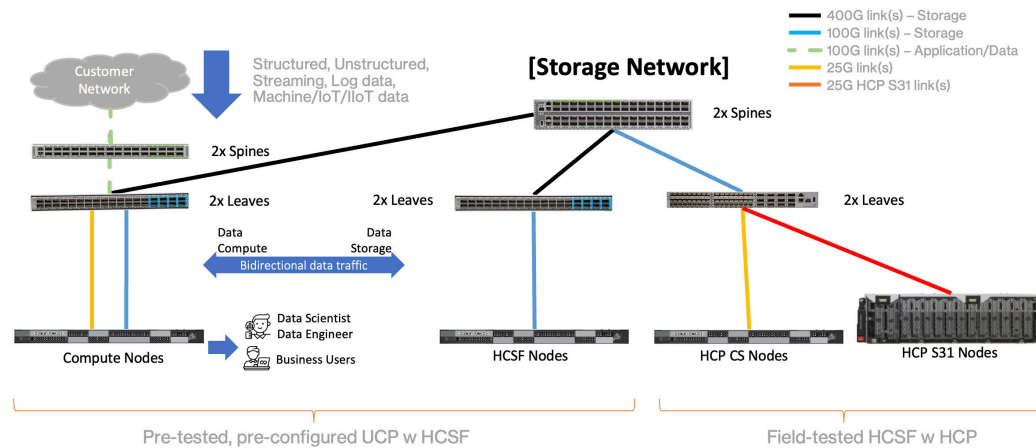 400G link(s) – Storage
100G link(s) – Storage
100G link(s) – Application/Data
25G link(s)
25G HCP S31 link(s)
Customer
Network
Structured, Unstructured,
Streaming, Log data,
Machine/IoT/IIoT data
[Storage Network]
2x Spines
2x Spines
2x Leaves
2x Leaves
2x Leaves
Data
Compute
Data
Storage
Bidirectional data traffic
Data Scientist
Data Engineer
Business Users
Compute Nodes
HCSF Nodes
HCP CS Nodes
HCP S31 Nodes
Pre-tested, pre-configured UCP w HCSF
Field-tested HCSF w HCP